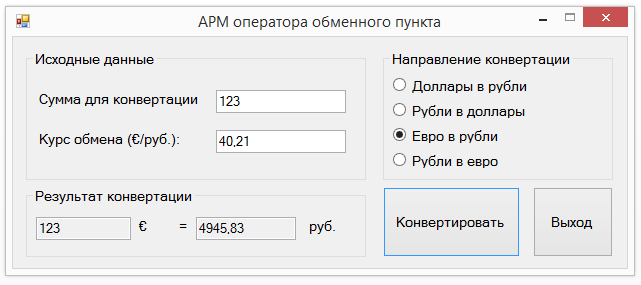 АРМ оператора обменного пункта
Исходные данные
Сумма для конвертации 123
Курс обмена (€/руб.): 40,21
Направление конвертации
Доллары в рубли
Рубли в доллары
Евро в рубли
Рубли в евро
Результат конвертации
123 € = 4945,83 руб.
Конвертировать
Выход